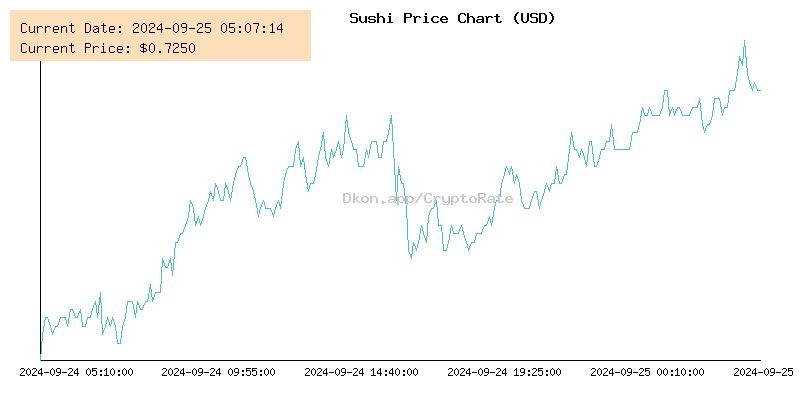 Sushi Price Chart (USD)
Current Date: 2024-09-25 05:07:14
Current Price: $0.7250
Dkon.app/CryptoRate
2024-09-24 05:10:00 2024-09-24 09:55:00 2024-09-24 14:40:00 2024-09-24 19:25:00 2024-09-25 00:10:00 2024-09-25